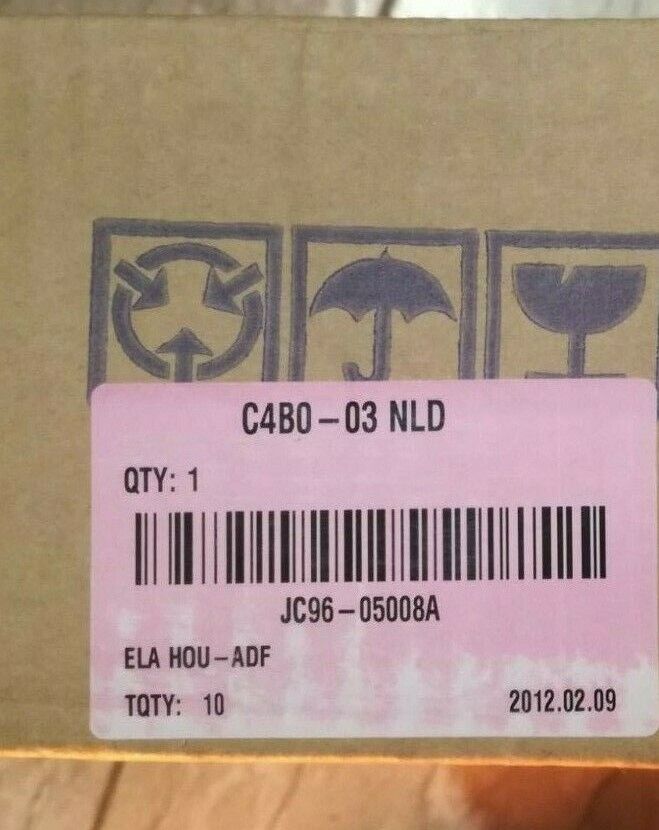 C4B0-03 NLD
QTY: 1
JC96-05008A
ELA HOU-ADF
TQTY: 10
2012.02.09